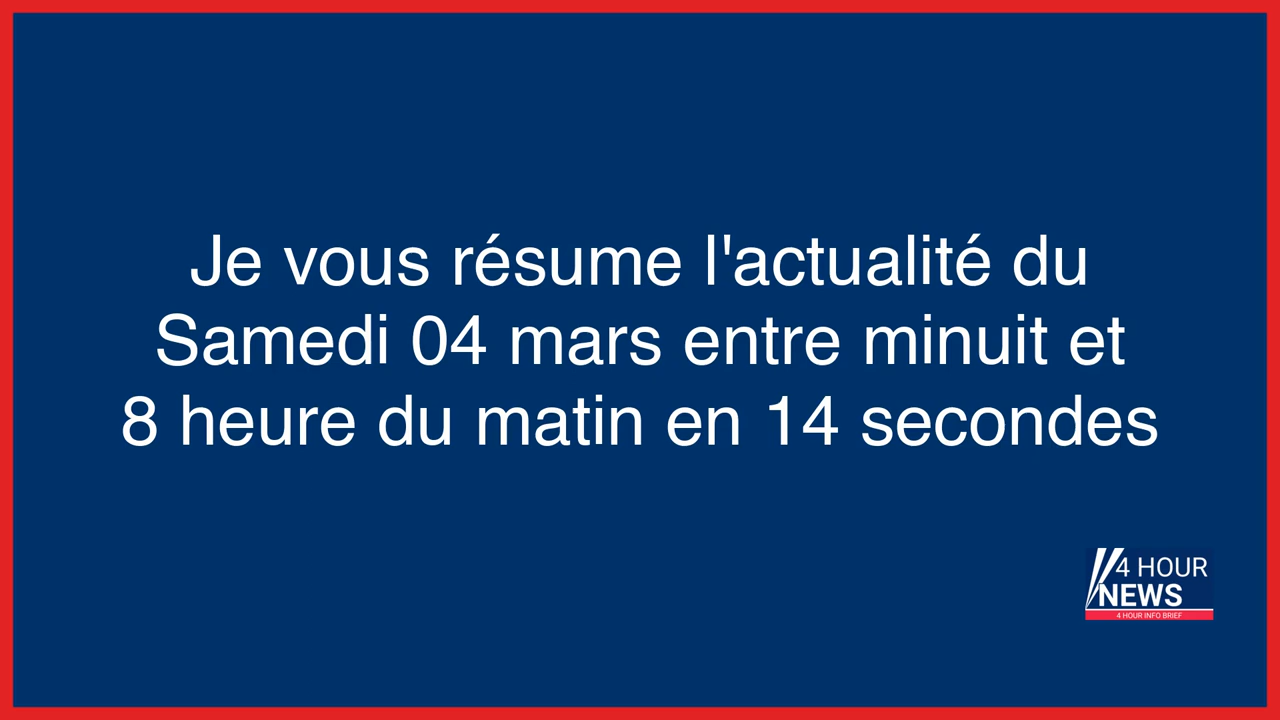 Je vous résume l'actualité du
Samedi 04 mars entre minuit et
8 heure du matin en 14 secondes
4 HOUR
NEWS
4 HOUR INFO BRIEF